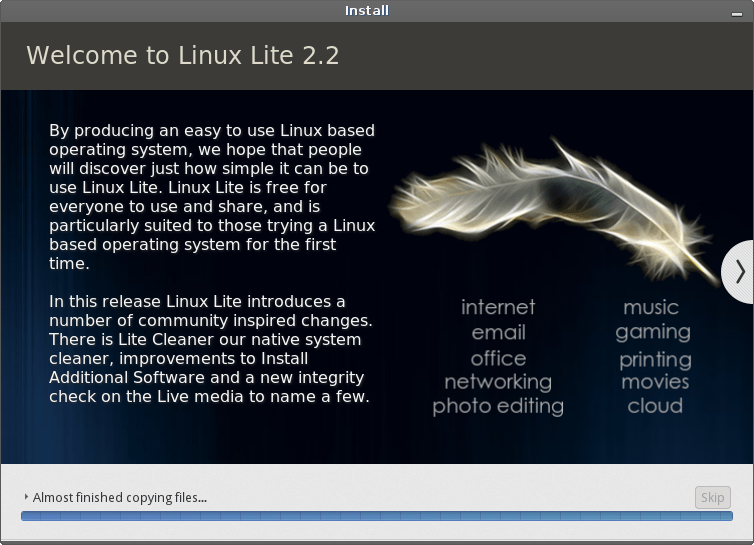 Install
Welcome to Linux Lite 2.2
By producing an easy to use Linux based
operating system, we hope that people
will discover just how simple it can be to
use Linux Lite. Linux Lite is free for
everyone to use and share, and is
particularly suited to those trying a Linux
based operating system for the first
time.
In this release Linux Lite introduces a
number of community inspired changes.
There is Lite Cleaner our native system
cleaner, improvements to Install
Additional Software and a new integrity
check on the Live media to name a few.
internet music
email gaming
office printing
networking movies
photo editing cloud
Almost finished copying files...
Skip